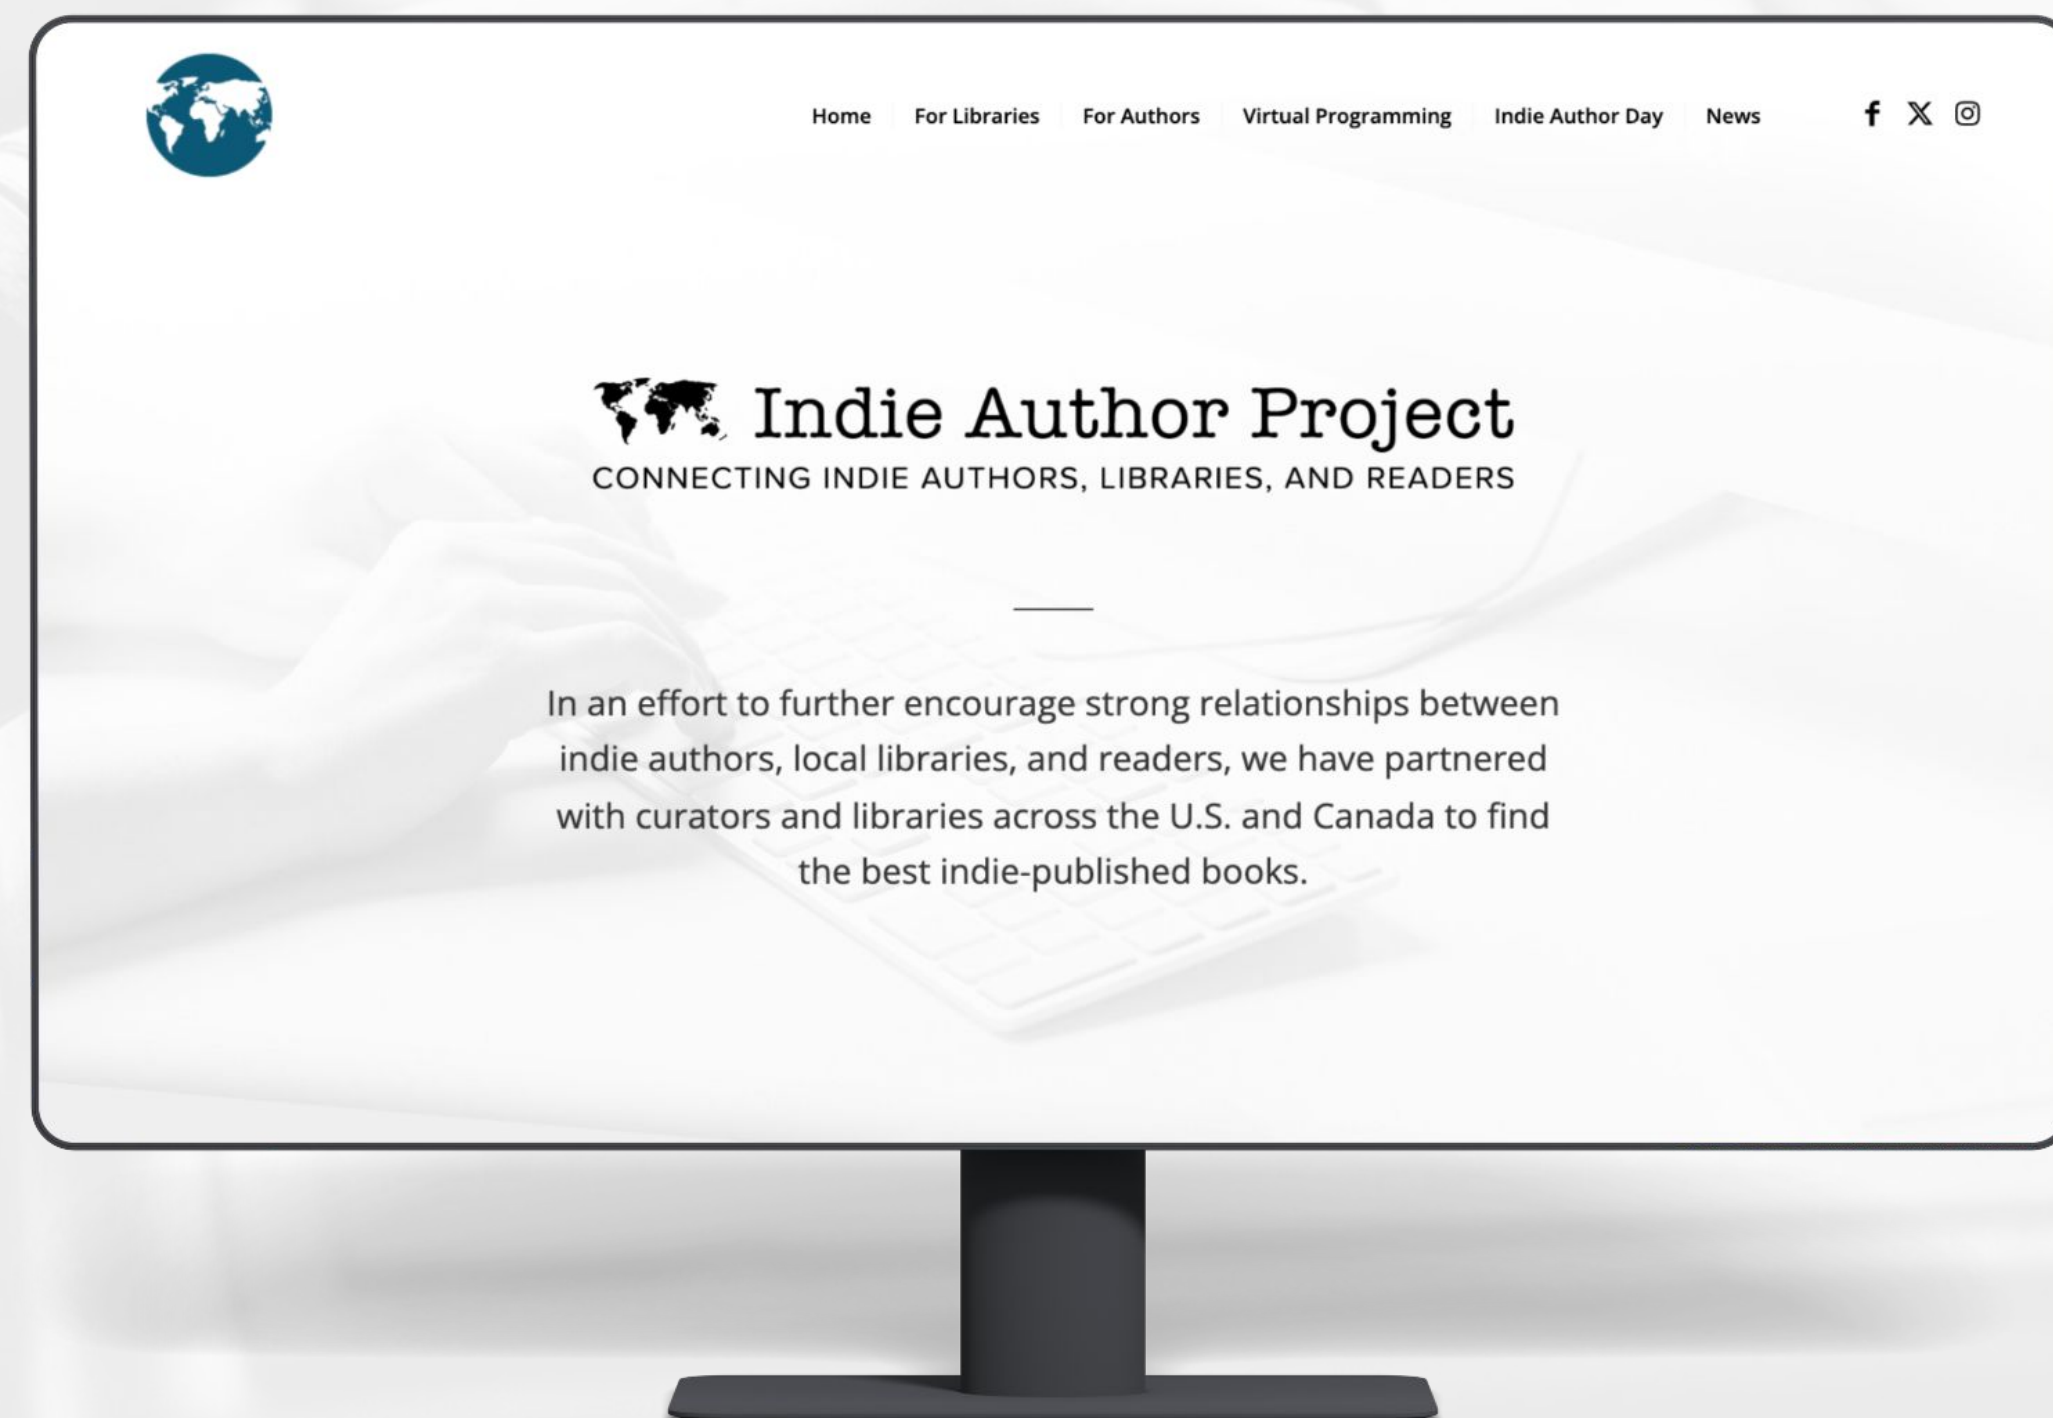 Home For Libraries For Authors Virtual Programming Indie Author Day News
Indie Author Project
CONNECTING INDIE AUTHORS, LIBRARIES, AND READERS
In an effort to further encourage strong relationships between
indie authors, local libraries, and readers, we have partnered
with curators and libraries across the U.S. and Canada to find
the best indie-published books.